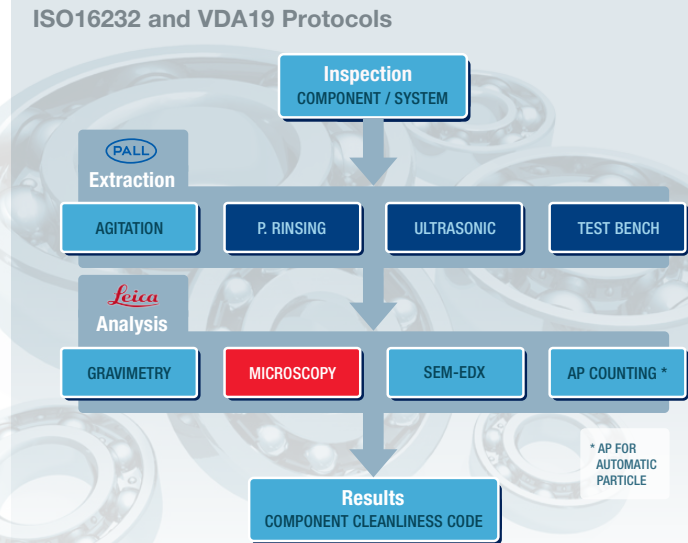 ISO16232 and VDA19 Protocols
Inspection
COMPONENT / SYSTEM
PALL
Extraction
AGITATION
P. RINSING
ULTRASONIC
TEST BENCH
Leica
Analysis
GRAVIMETRY
MICROSCOPY
SEM-EDX
AP COUNTING *
* AP FOR
AUTOMATIC
PARTICLE
Results
COMPONENT CLEANLINESS CODE